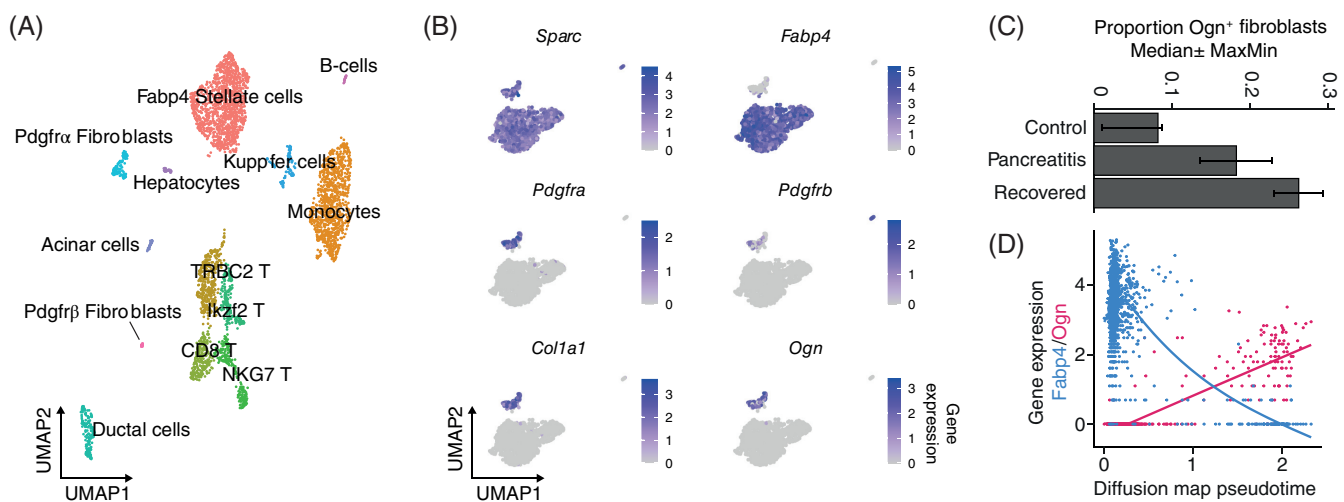 (A)
Fabp4 Stellate cells
B-cells
Pdgfrα Fibroblasts
Hepatocytes
Kuppfer cells
Monocytes
Acinar cells
TRBC2 T
Pdgfrβ Fibroblasts
Ikzf2 T
CD8 T
NKG7 T
Ductal cells
UMAP2
UMAP1
(B)
Sparc
4
3
2
1
0
Fabp4
5
4
3
2
1
0
Pdgfra
2
1
0
Pdgfrb
2
1
0
Col1a1
3
2
1
0
Ogn
3
2
1
0
Gene
expression
UMAP2
UMAP1
(C)
Proportion Ogn⁺ fibroblasts
Median± MaxMin
0
0.1
0.2
0.3
Control
Pancreatitis
Recovered
(D)
Gene expression
Fabp4/Ogn
4
2
0
0
1
2
Diffusion map pseudotime